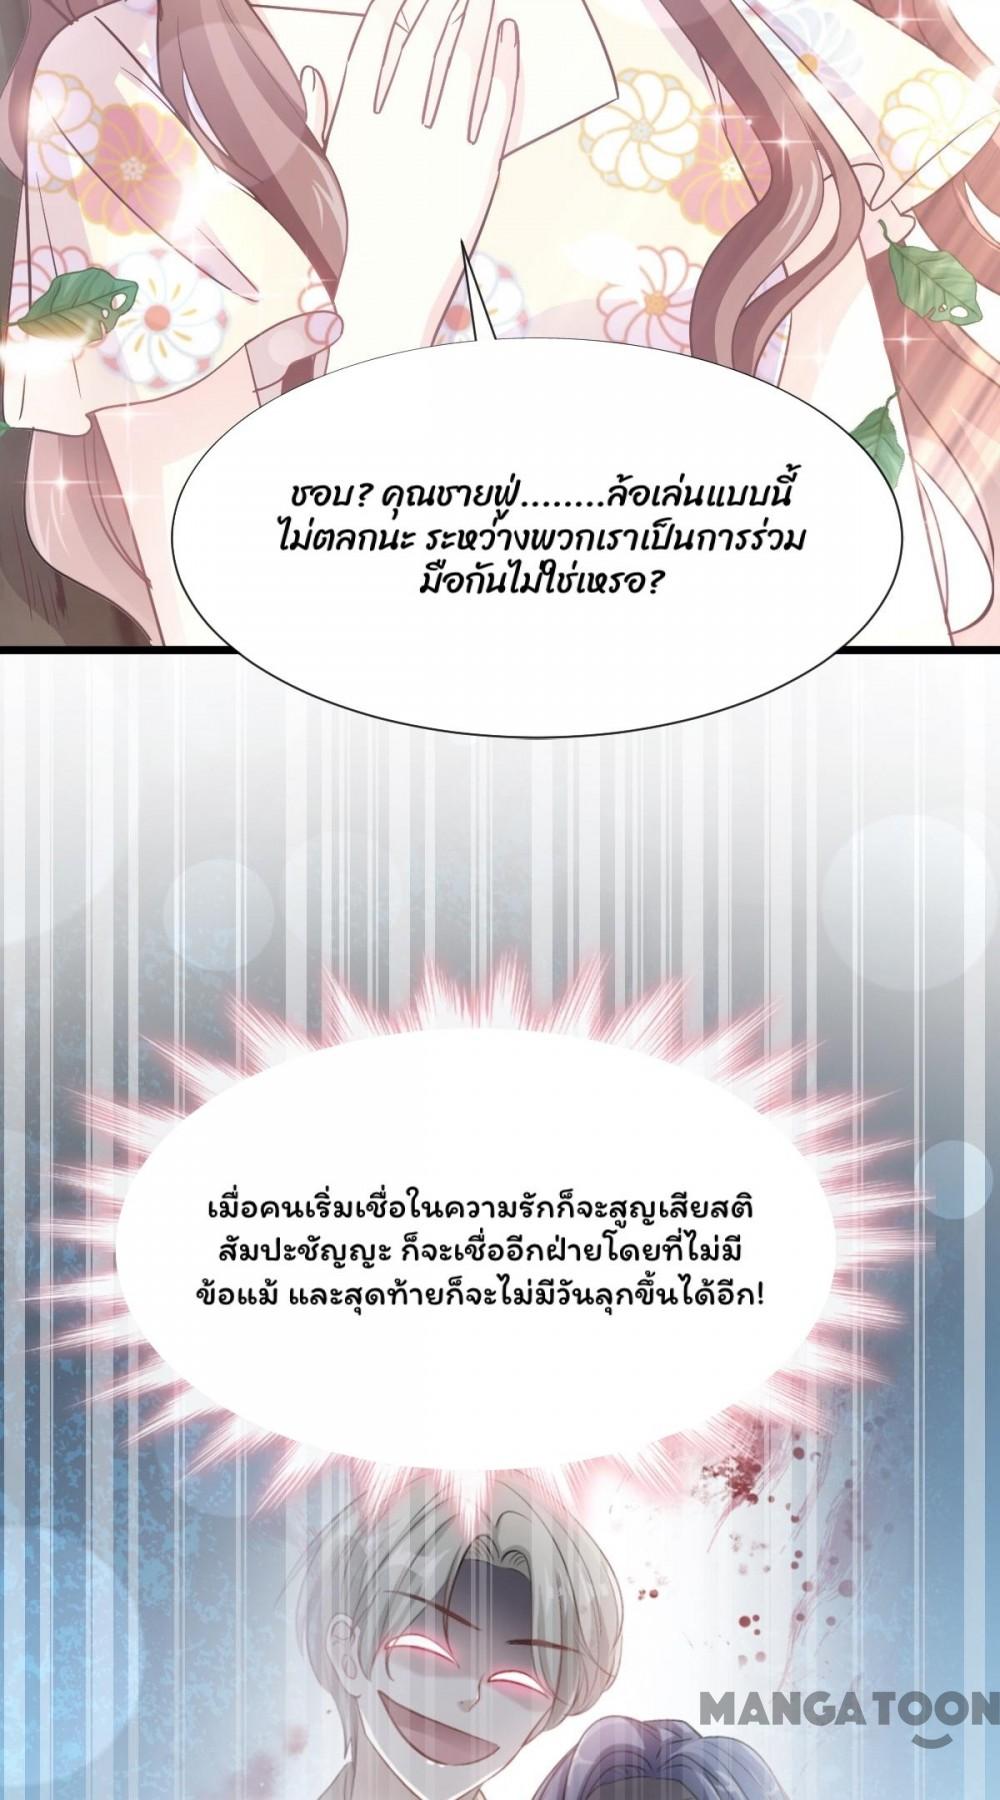 ชอบ? คุณชายฟู่........ล้อเล่นแบบนี้
ไม่ตลกนะ ระหว่างพวกเราเป็นการร่วม
มือกันไม่ใช่เหรอ?
เมื่อคนเริ่มเชื่อในความรักก็จะสูญเสียสติ
สัมปะชัญญะ ก็จะเชื่ออีกฝ่ายโดยที่ไม่มี
ข้อแม้ และสุดท้ายก็จะไม่มีวันลุกขึ้นได้อีก!
MANGATOON